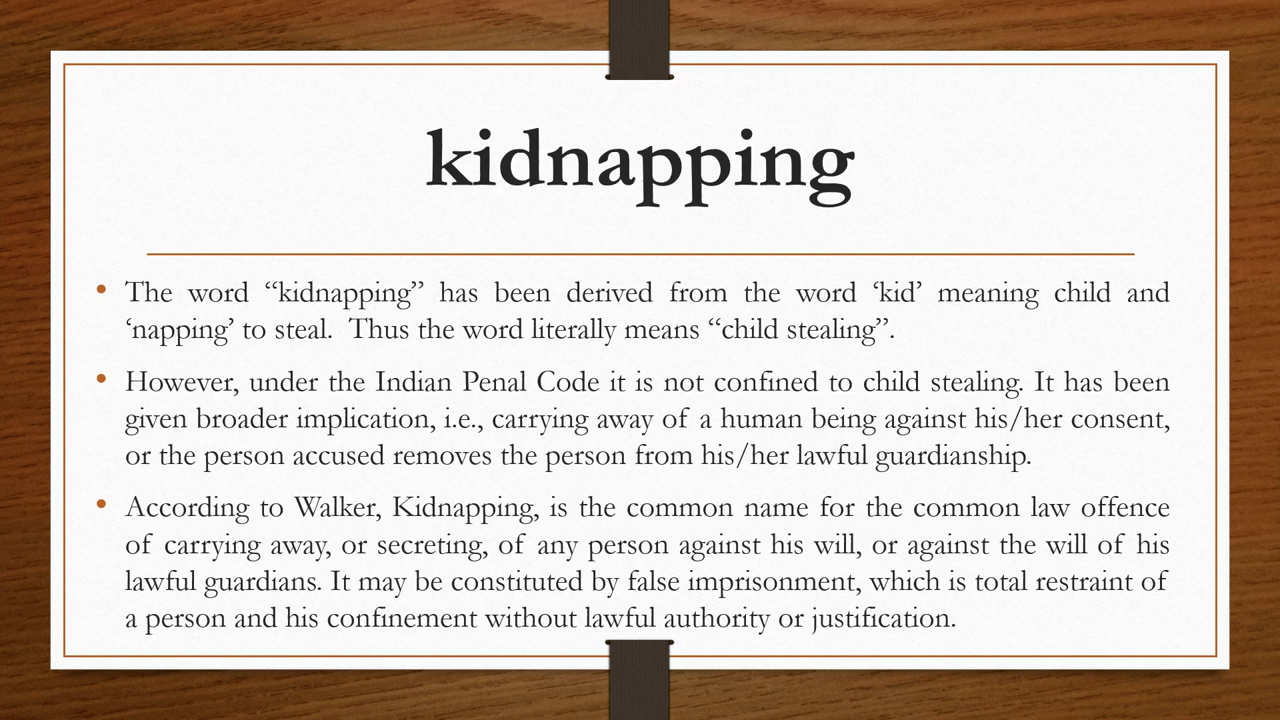 kidnapping
• The word “kidnapping” has been derived from the word ‘kid’ meaning child and
‘napping’ to steal.  Thus the word literally means “child stealing”.
• However, under the Indian Penal Code it is not confined to child stealing. It has been
given broader implication, i.e., carrying away of a human being against his/her consent,
or the person accused removes the person from his/her lawful guardianship.
• According to Walker, Kidnapping, is the common name for the common law offence
of carrying away, or secreting, of any person against his will, or against the will of his
lawful guardians. It may be constituted by false imprisonment, which is total restraint of
a person and his confinement without lawful authority or justification.